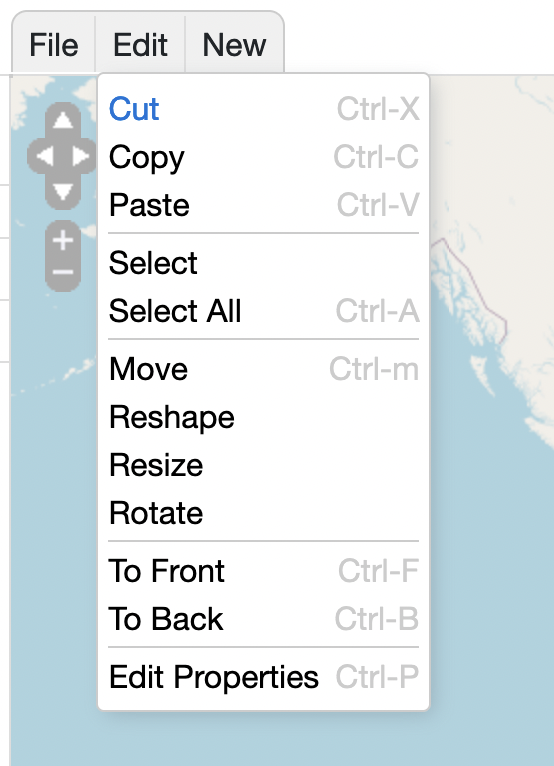 File Edit New
Cut Ctrl-X
Copy Ctrl-C
Paste Ctrl-V
Select
Select All Ctrl-A
Move Ctrl-m
Reshape
Resize
Rotate
To Front Ctrl-F
To Back Ctrl-B
Edit Properties Ctrl-P